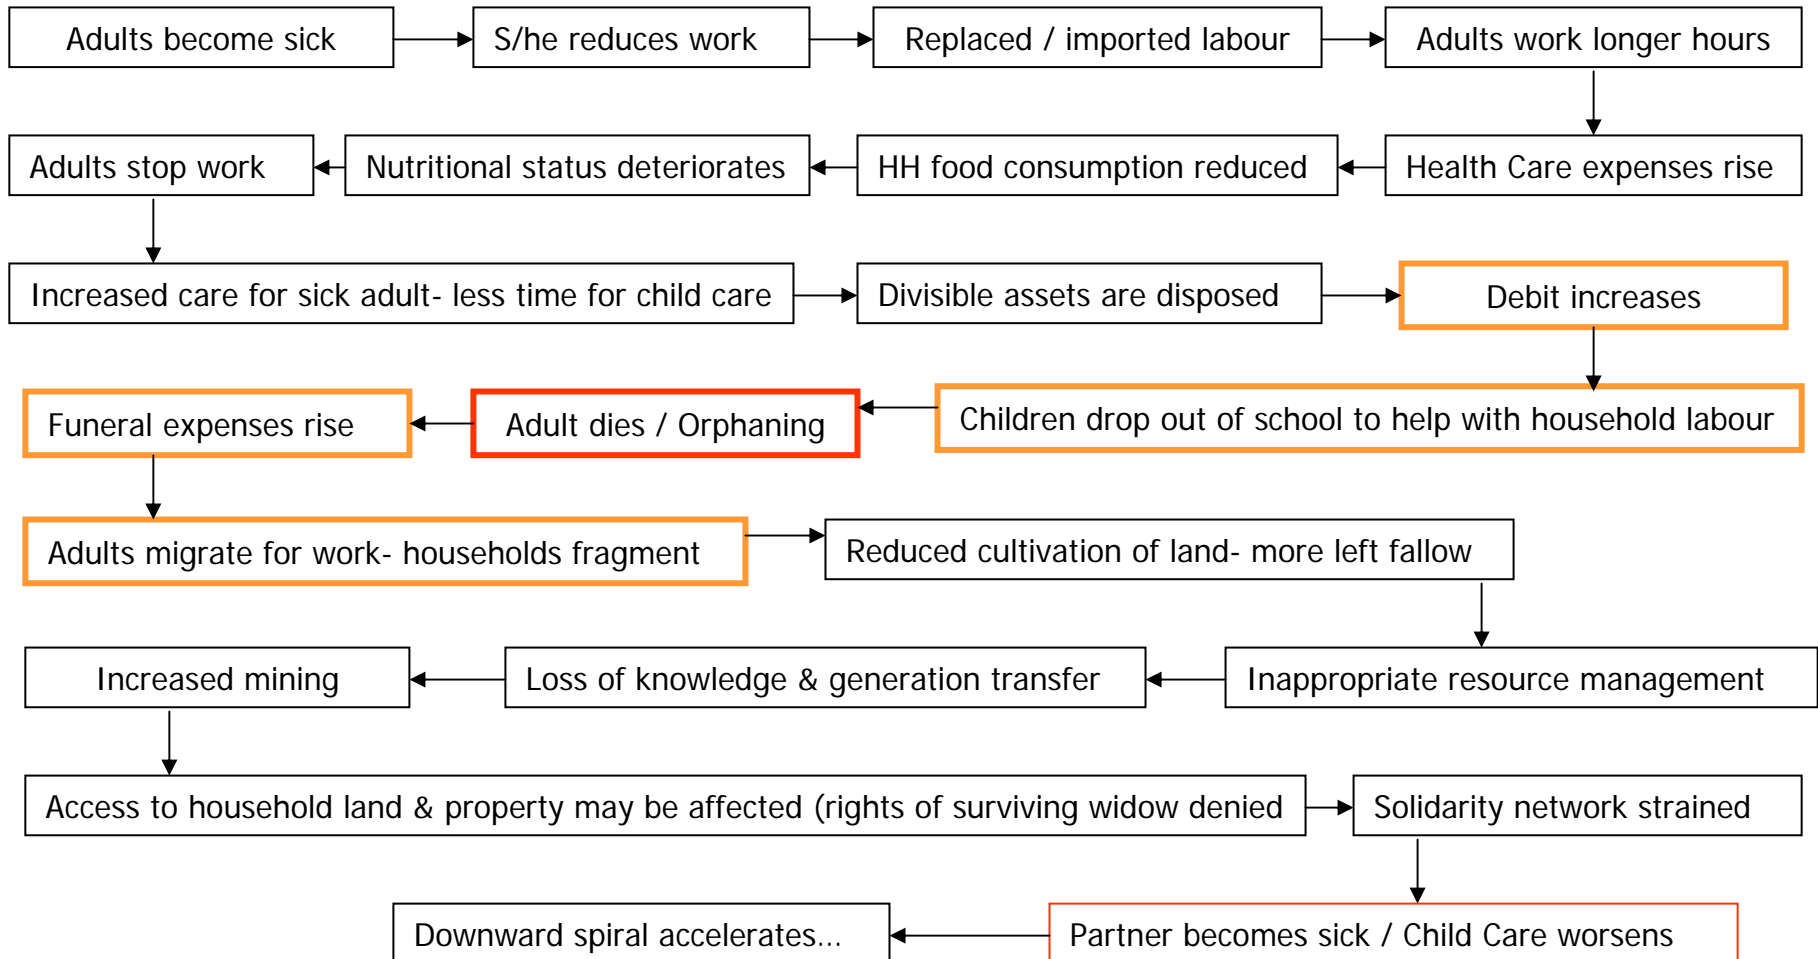 Adults become sick
S/he reduces work
Replaced / imported labour
Adults work longer hours
Health Care expenses rise
HH food consumption reduced
Nutritional status deteriorates
Adults stop work
Increased care for sick adult- less time for child care
Divisible assets are disposed
Debit increases
Children drop out of school to help with household labour
Adult dies / Orphaning
Funeral expenses rise
Adults migrate for work- households fragment
Reduced cultivation of land- more left fallow
Inappropriate resource management
Loss of knowledge & generation transfer
Increased mining
Access to household land & property may be affected (rights of surviving widow denied
Solidarity network strained
Partner becomes sick / Child Care worsens
Downward spiral accelerates...